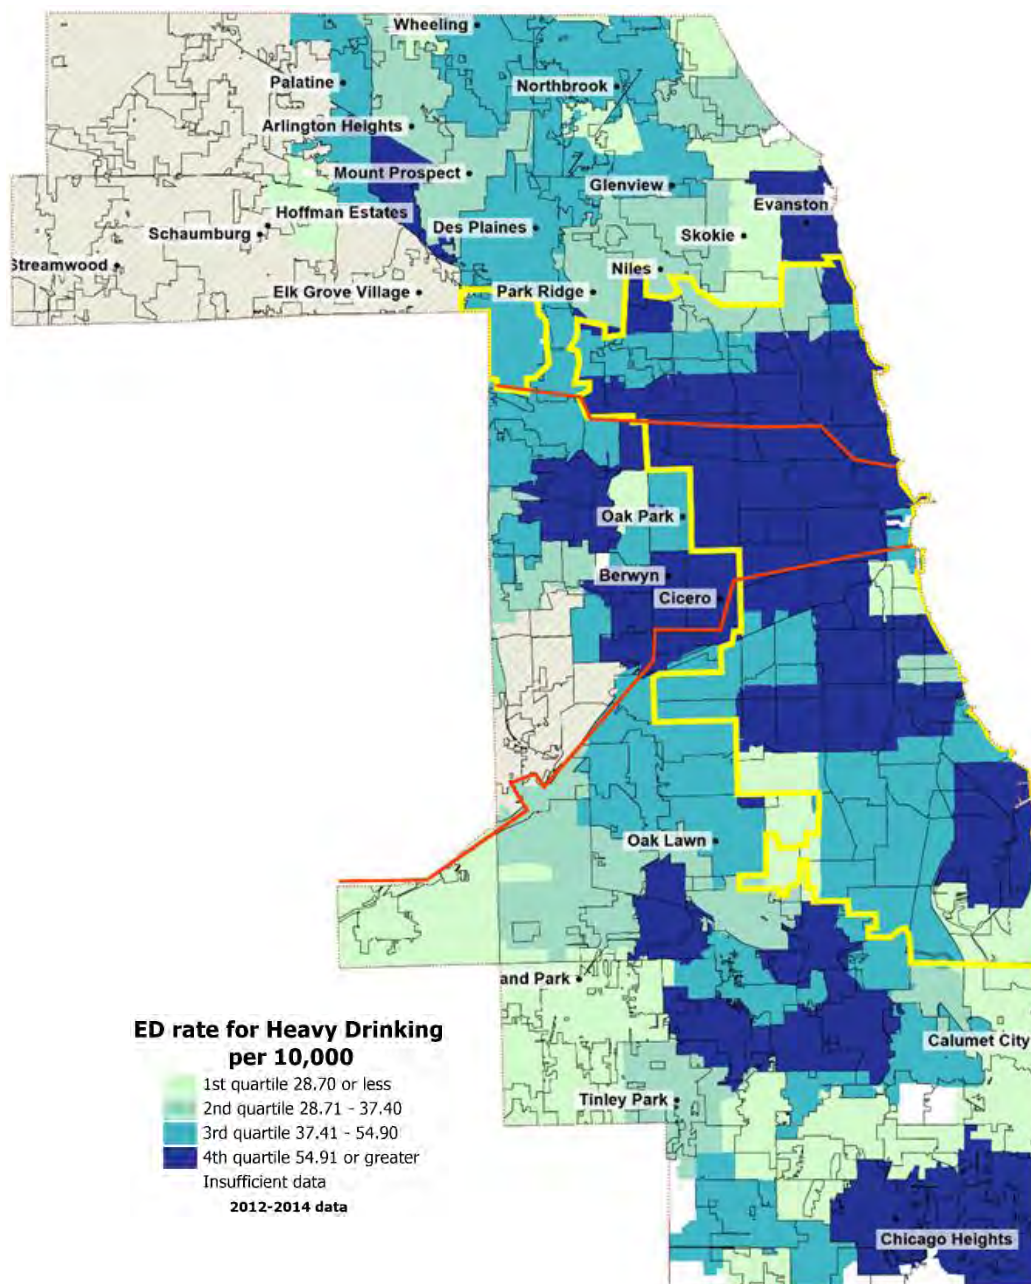 Wheeling
Palatine
Northbrook
Arlington Heights
Mount Prospect
Glenview
Evanston
Hoffman Estates
Schaumburg
Des Plaines
Skokie
Streamwood
Niles
Elk Grove Village
Park Ridge
Oak Park
Berwyn
Cicero
Oak Lawn
and Park
ED rate for Heavy Drinking
per 10,000
1st quartile 28.70 or less
2nd quartile 28.71 - 37.40
3rd quartile 37.41 - 54.90
4th quartile 54.91 or greater
Insufficient data
2012-2014 data
Calumet City
Tinley Park
Chicago Heights